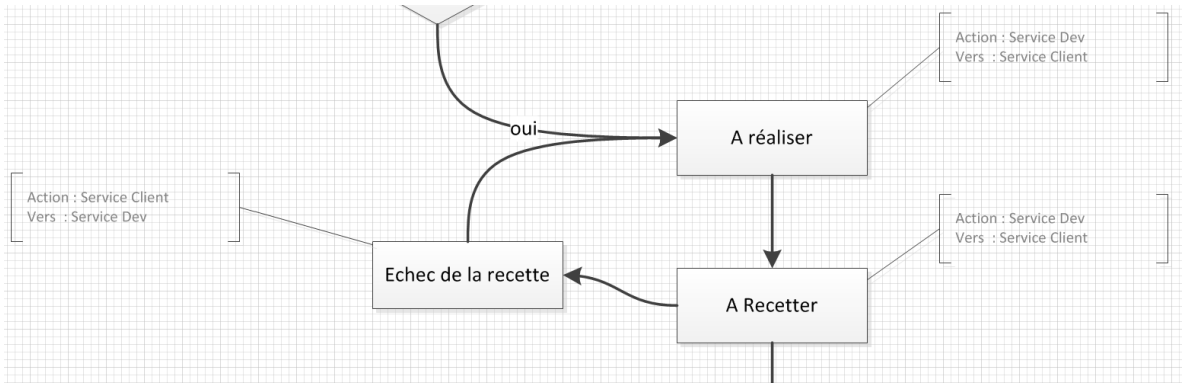 Action : Service Dev
Vers : Service Client
oui
A réaliser
Action : Service Client
Vers : Service Dev
Action : Service Dev
Vers : Service Client
Echec de la recette
A Recetter